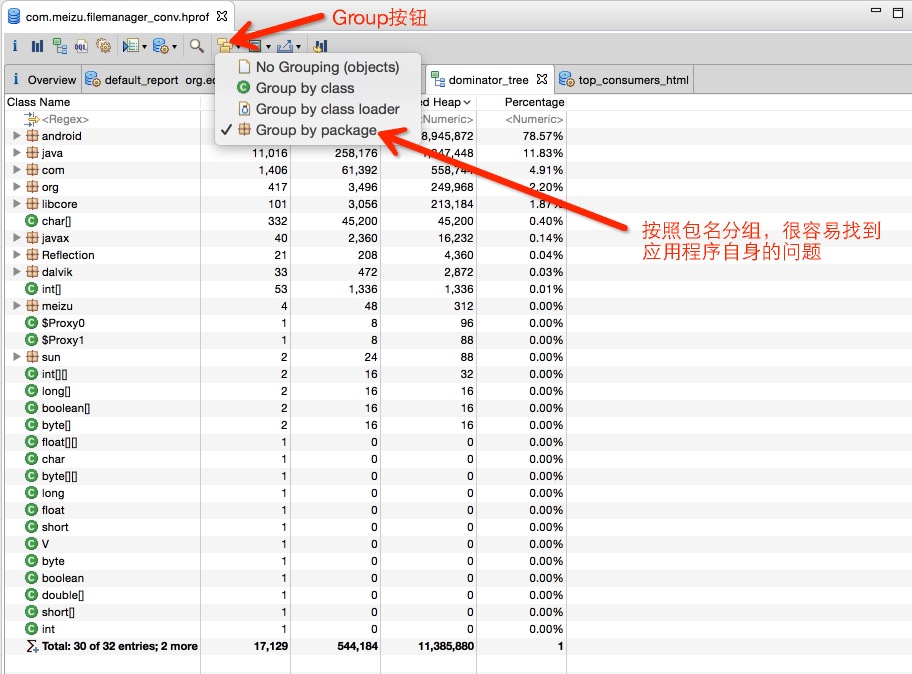 com.meizu.filemanager_conv.hprof
Group按钮
i OQL
No Grouping (objects)
Group by class
Group by class loader
✓ Group by package
i Overview default_report org.ec dominator_tree top_consumers_html
Class Name d Heap Percentage
<Regex> <Numeric> <Numeric>
android 8,945,872 78.57%
java 11,016 258,176 1,347,448 11.83%
com 1,406 61,392 558,744 4.91%
org 417 3,496 249,968 2.20%
libcore 101 3,056 213,184 1.87%
char[] 332 45,200 45,200 0.40%
javax 40 2,360 16,232 0.14%
Reflection 21 208 4,360 0.04%
dalvik 33 472 2,872 0.03%
int[] 53 1,336 1,336 0.01%
meizu 4 48 312 0.00%
$Proxy0 1 8 96 0.00%
$Proxy1 1 8 88 0.00%
sun 2 24 88 0.00%
int[][] 2 16 32 0.00%
long[] 2 16 16 0.00%
boolean[] 2 16 16 0.00%
byte[] 2 16 16 0.00%
float[][] 1 0 0 0.00%
char 1 0 0 0.00%
byte[][] 1 0 0 0.00%
long 1 0 0 0.00%
float 1 0 0 0.00%
short 1 0 0 0.00%
V 1 0 0 0.00%
byte 1 0 0 0.00%
boolean 1 0 0 0.00%
double[] 1 0 0 0.00%
short[] 1 0 0 0.00%
int 1 0 0 0.00%
Total: 30 of 32 entries; 2 more 17,129 544,184 11,385,880 1
按照包名分组，很容易找到
应用程序自身的问题